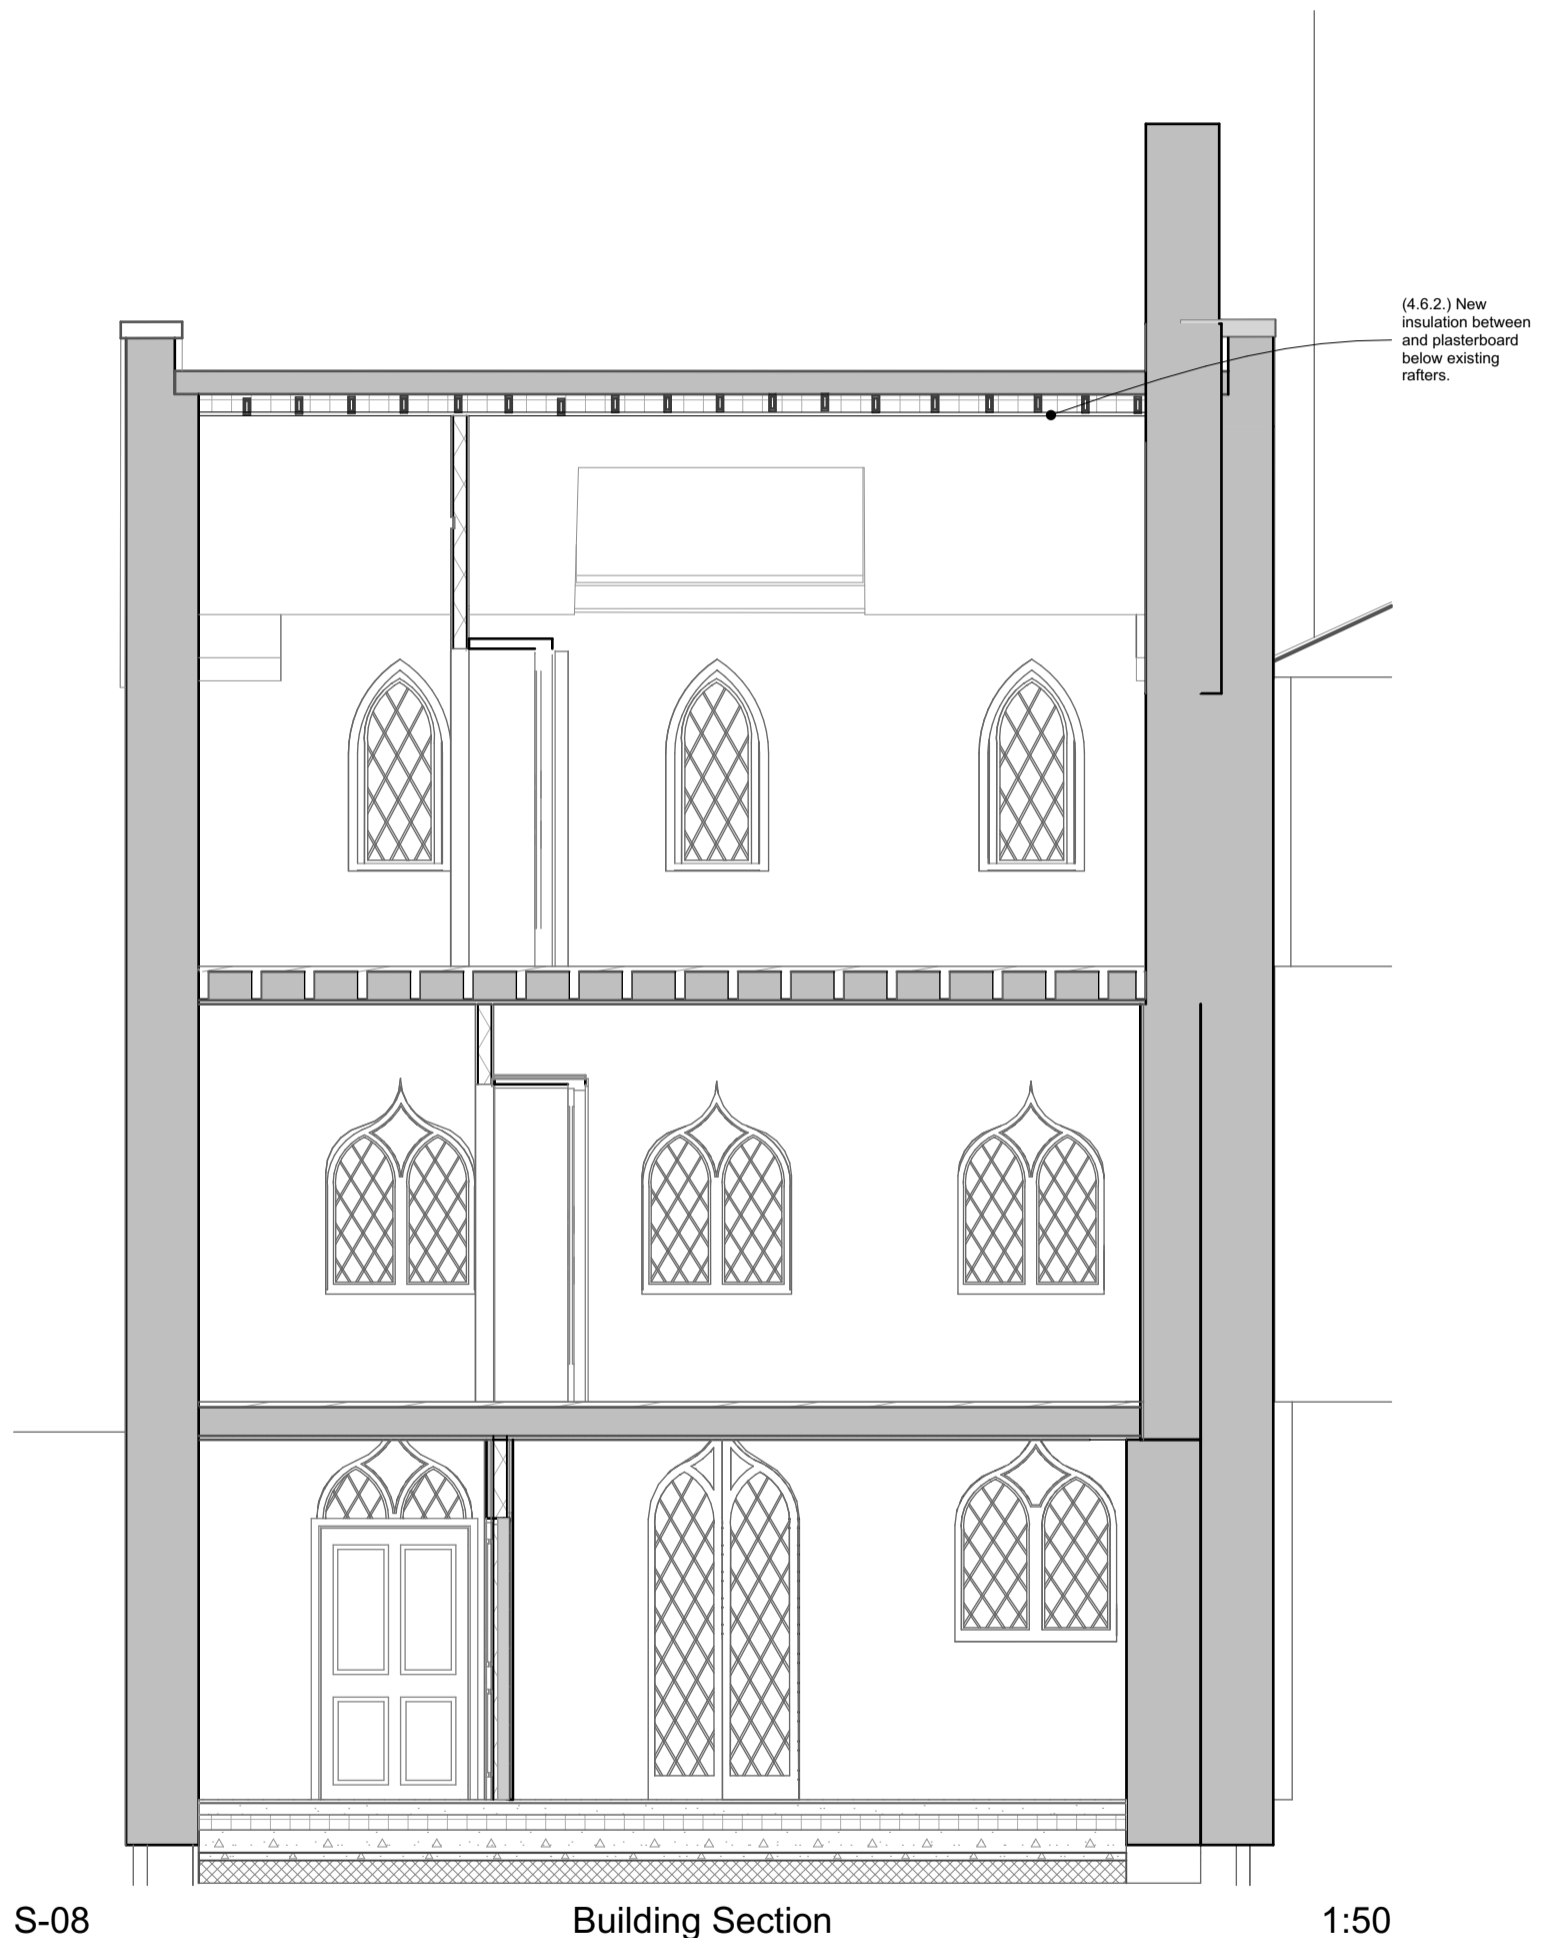 (4.6.2.) New
insulation between
and plasterboard
below existing
rafters.
S-08 Building Section 1:50